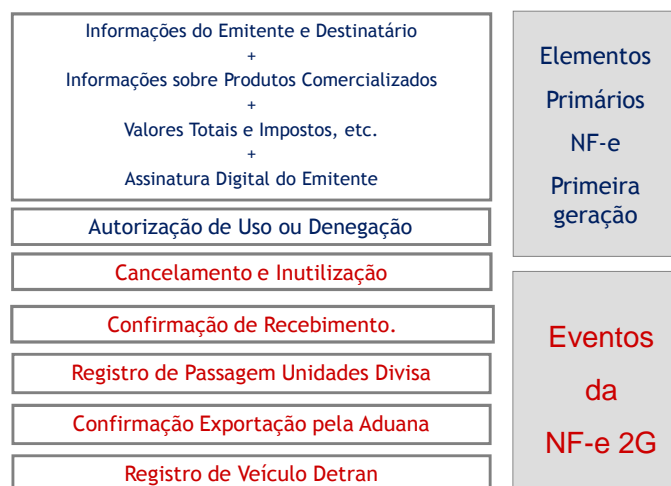 Informações do Emitente e Destinatário
+
Informações sobre Produtos Comercializados
+
Valores Totais e Impostos, etc.
+
Assinatura Digital do Emitente
Autorização de Uso ou Denegação
Cancelamento e Inutilização
Confirmação de Recebimento.
Registro de Passagem Unidades Divisa
Confirmação Exportação pela Aduana
Registro de Veículo Detran
Elementos
Primários
NF-e
Primeira
geração
Eventos
da
NF-e 2G